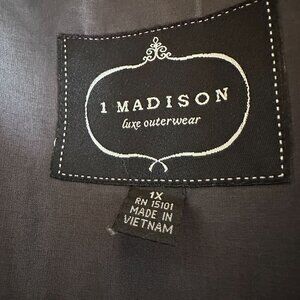 1 MADISON
luxe outerwear
1X
RN 15101
MADE IN
VIETNAM